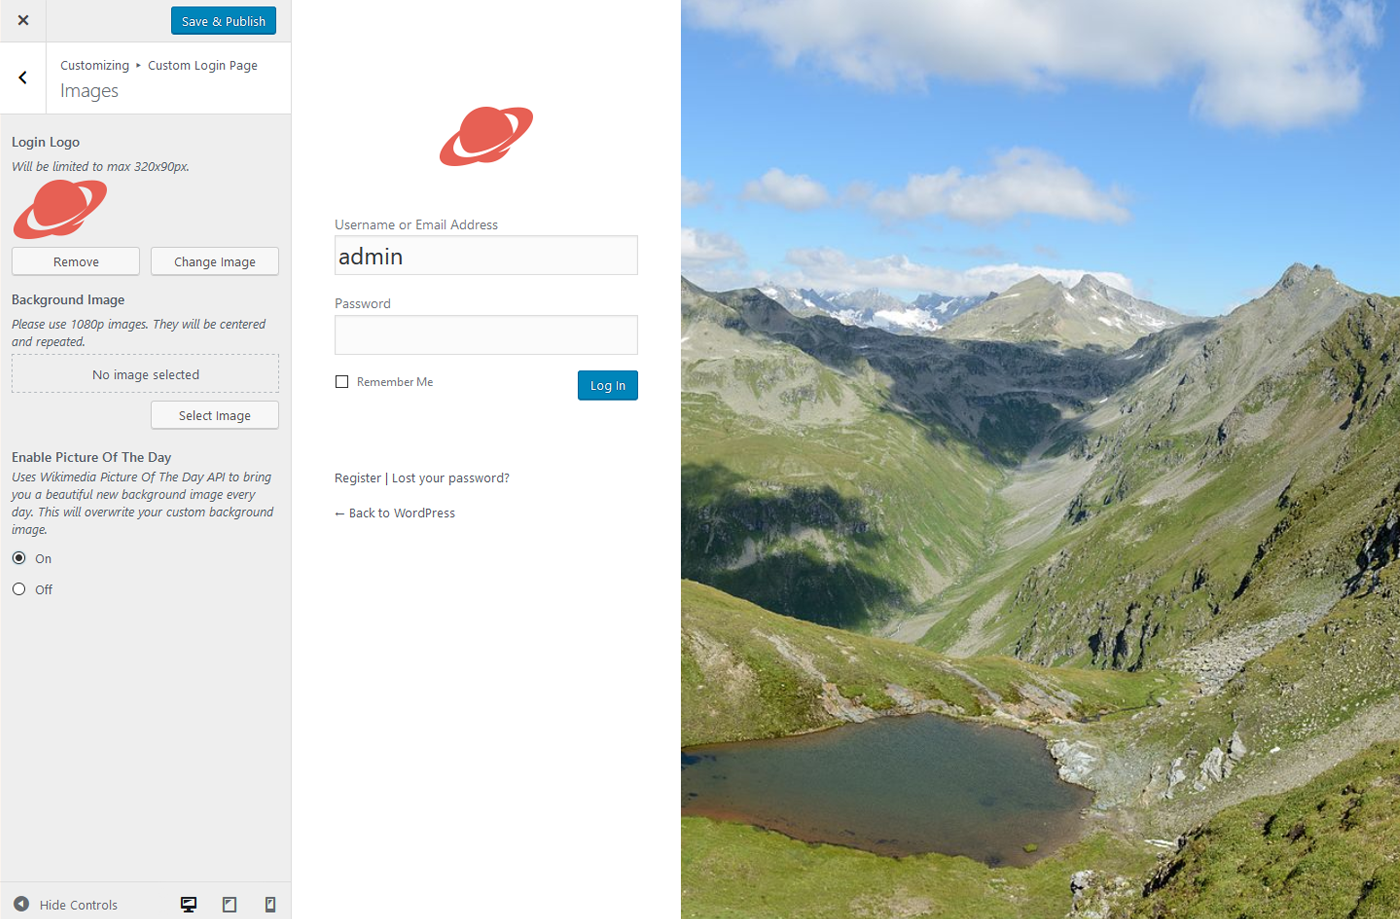 Save & Publish
Customizing ▸ Custom Login Page
Images
Login Logo
Will be limited to max 320x90px.
Remove
Change Image
Background Image
Please use 1080p images. They will be centered
and repeated.
No image selected
Select Image
Enable Picture Of The Day
Uses Wikimedia Picture Of The Day API to bring
you a beautiful new background image every
day. This will overwrite your custom background
image.
On
Off
Hide Controls
Username or Email Address
admin
Password
Remember Me
Log In
Register | Lost your password?
← Back to WordPress